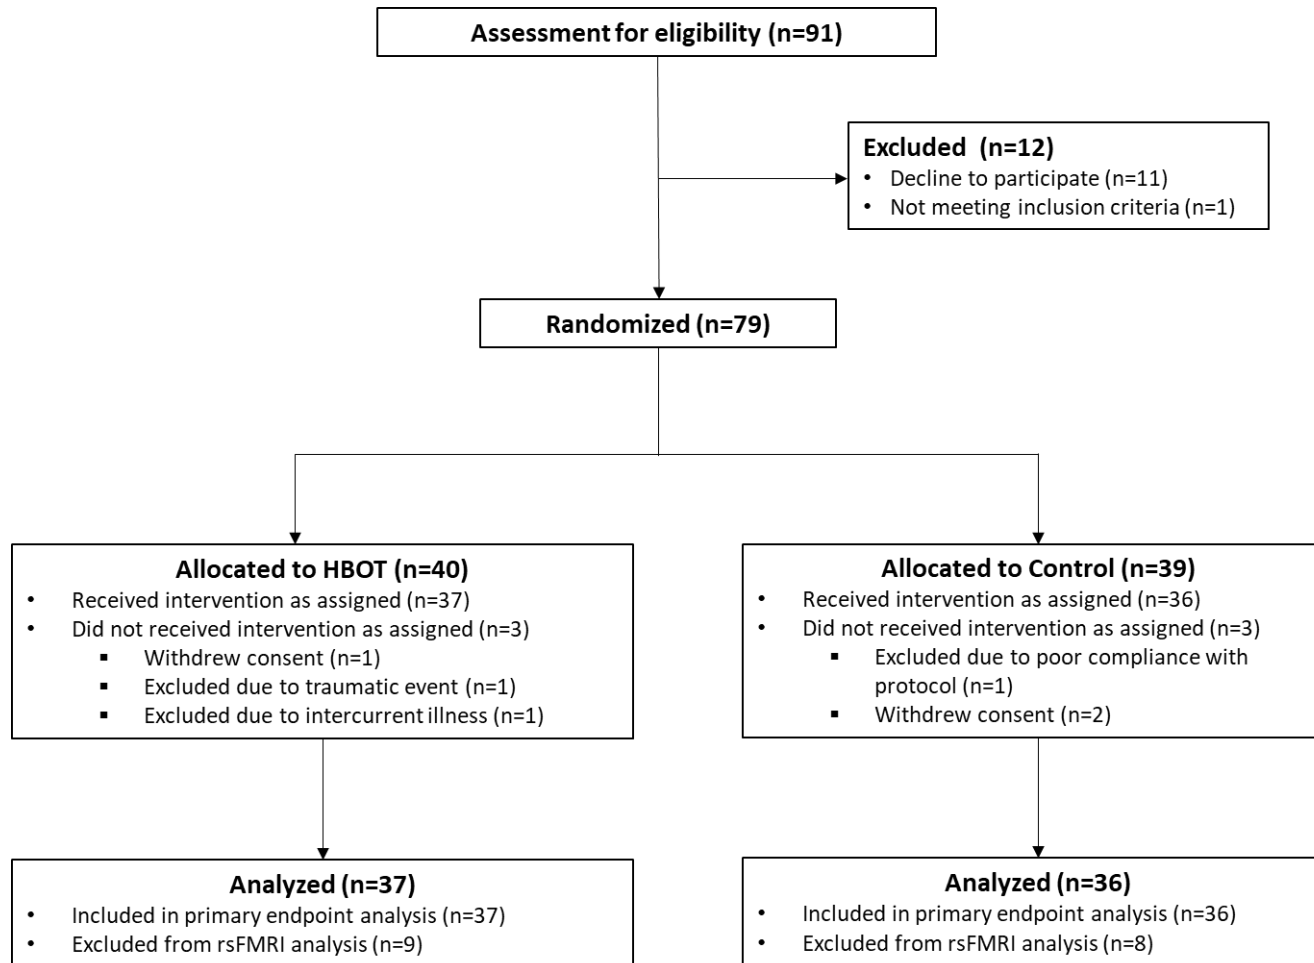 Assessment for eligibility (n=91)
Excluded (n=12)
• Decline to participate (n=11)
• Not meeting inclusion criteria (n=1)
Randomized (n=79)
Allocated to HBOT (n=40)
• Received intervention as assigned (n=37)
• Did not received intervention as assigned (n=3)
▪ Withdrew consent (n=1)
▪ Excluded due to traumatic event (n=1)
▪ Excluded due to intercurrent illness (n=1)
Allocated to Control (n=39)
• Received intervention as assigned (n=36)
• Did not received intervention as assigned (n=3)
▪ Excluded due to poor compliance with
protocol (n=1)
▪ Withdrew consent (n=2)
Analyzed (n=37)
• Included in primary endpoint analysis (n=37)
• Excluded from rsFMRI analysis (n=9)
Analyzed (n=36)
• Included in primary endpoint analysis (n=36)
• Excluded from rsFMRI analysis (n=8)